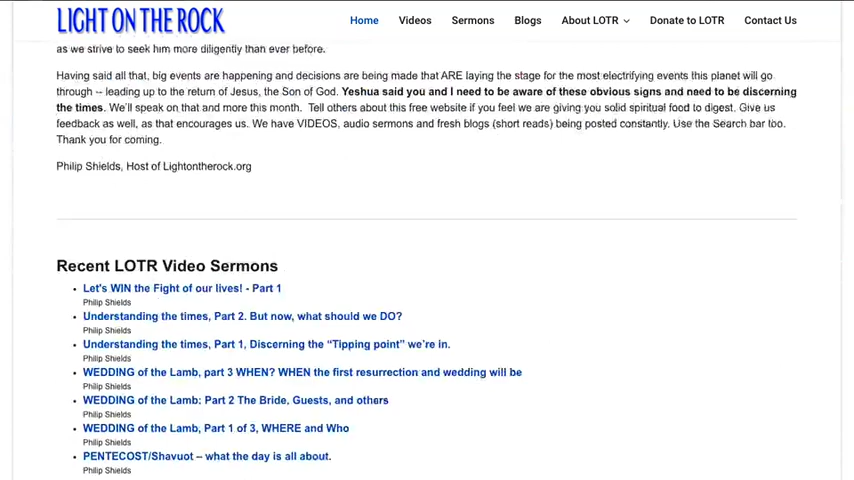 LIGHT ON THE ROCK
Home Videos Sermons Blogs About LOTR Donate to LOTR Contact Us
as we strive to seek him more diligently than ever before.
Having said all that, big events are happening and decisions are being made that ARE laying the stage for the most electrifying events this planet will go
through -- leading up to the return of Jesus, the Son of God. Yeshua said you and I need to be aware of these obvious signs and need to be discerning
the times. We'll speak on that and more this month. Tell others about this free website if you feel we are giving you solid spiritual food to digest. Give us
feedback as well, as that encourages us. We have VIDEOS, audio sermons and fresh blogs (short reads) being posted constantly. Use the Search bar too.
Thank you for coming.
Philip Shields, Host of Lightontherock.org
Recent LOTR Video Sermons
Let's WIN the Fight of our lives! - Part 1
Philip Shields
Understanding the times, Part 2. But now, what should we DO?
Philip Shields
Understanding the times, Part 1, Discerning the “Tipping point” we're in.
Philip Shields
WEDDING of the Lamb, part 3 WHEN? WHEN the first resurrection and wedding will be
Philip Shields
WEDDING of the Lamb: Part 2 The Bride, Guests, and others
Philip Shields
WEDDING of the Lamb, Part 1 of 3, WHERE and Who
Philip Shields
PENTECOST/Shavuot – what the day is all about.
Philip Shields